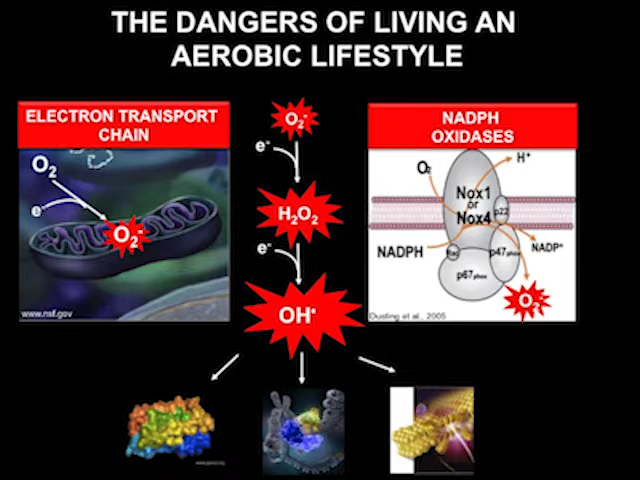 THE DANGERS OF LIVING AN
AEROBIC LIFESTYLE
ELECTRON TRANSPORT
CHAIN
O₂
e⁻
O₂⁻
www.nsf.gov
O₂⁻
e⁻
H₂O₂
e⁻
OH•
NADPH
OXIDASES
O₂
H⁺
Nox1
or
Nox4
p22
NADPH
NADP⁺
Rac
p47phox
p67phox
O₂⁻
Dusting et al., 2005